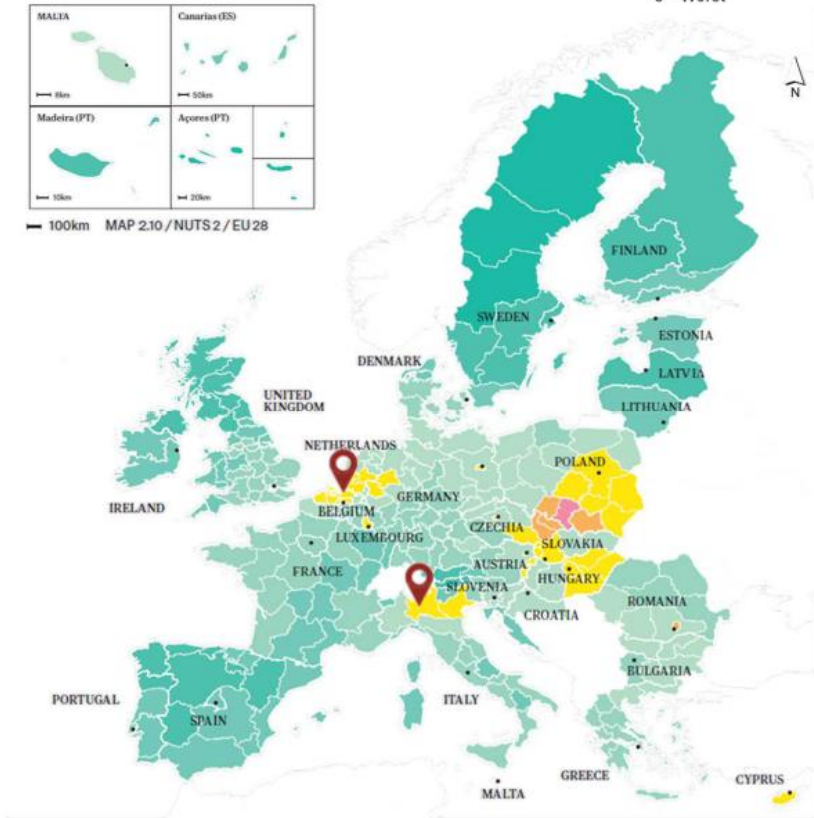 MALTA
8km
Canarias (ES)
50km
Madeira (PT)
10km
Açores (PT)
20km
100km MAP 2.10 / NUTS 2 / EU 28
N
FINLAND
SWEDEN
ESTONIA
LATVIA
LITHUANIA
DENMARK
UNITED
KINGDOM
NETHERLANDS
POLAND
IRELAND
GERMANY
BELGIUM
CZECHIA
LUXEMBOURG
SLOVAKIA
AUSTRIA
FRANCE
SLOVENIA
HUNGARY
ROMANIA
CROATIA
BULGARIA
PORTUGAL
SPAIN
ITALY
GREECE
CYPRUS
MALTA